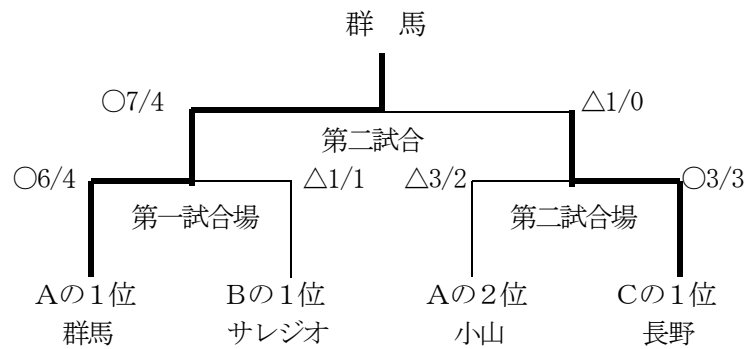 群 馬
○7/4 △1/0
第二試合
○6/4 △1/1 △3/2 ○3/3
第一試合場 第二試合場
Aの1位 Bの1位 Aの2位 Cの1位
群馬 サレジオ 小山 長野